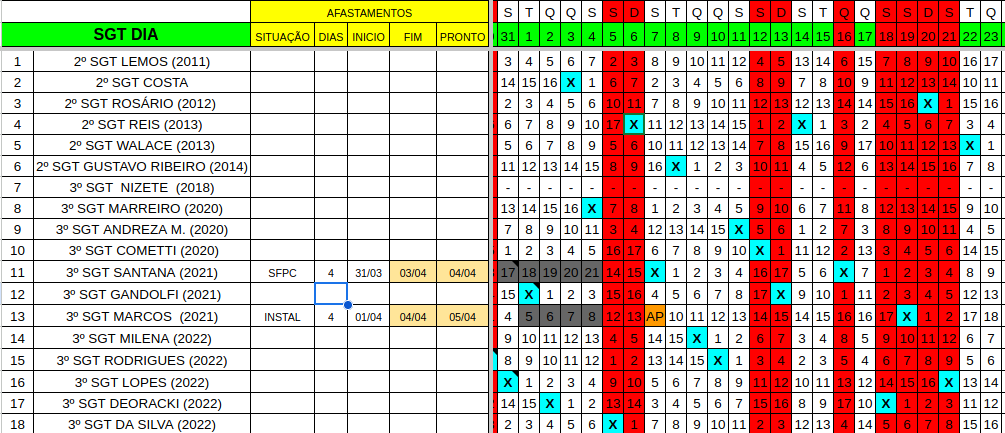 AFASTAMENTOS S T Q Q S S D S T Q Q S S D S T Q Q S S D S T Q
SGT DIA SITUAÇÃO DIAS INICIO FIM PRONTO 31 1 2 3 4 5 6 7 8 9 10 11 12 13 14 15 16 17 18 19 20 21 22 23
1 2º SGT LEMOS (2011) 3 4 5 6 7 2 3 8 9 10 11 12 4 5 13 14 6 15 7 8 9 10 16 17
2 2º SGT COSTA 14 15 16 X 1 6 7 2 3 4 5 6 8 9 7 8 10 9 11 12 13 14 10 11
3 2º SGT ROSÁRIO (2012) 2 3 4 5 6 10 11 7 8 9 10 11 12 13 12 13 14 14 15 16 X 1 15 16
4 2º SGT REIS (2013) 6 7 8 9 10 17 X 11 12 13 14 15 1 2 X 1 3 2 4 5 6 7 3 4
5 2º SGT WALACE (2013) 5 6 7 8 9 5 6 10 11 12 13 14 7 8 15 16 9 17 10 11 12 13 X 1
6 2º SGT GUSTAVO RIBEIRO (2014) 11 12 13 14 15 8 9 16 X 1 2 3 10 11 4 5 12 6 13 14 15 16 7 8
7 3º SGT NIZETE (2018) - - - - - - - - - - - - - - - - - - - - - - - -
8 3º SGT MARREIRO (2020) 13 14 15 16 X 7 8 1 2 3 4 5 9 10 6 7 11 8 12 13 14 15 9 10
9 3º SGT ANDREZA M. (2020) 7 8 9 10 11 3 4 12 13 14 15 X 5 6 1 2 7 3 8 9 10 11 4 5
10 3º SGT COMETTI (2020) 1 2 3 4 5 16 17 6 7 8 9 10 X 1 11 12 2 13 3 4 5 6 14 15
11 3º SGT SANTANA (2021) SFPC 4 31/03 03/04 04/04 17 18 19 20 21 14 15 X 1 2 3 4 16 17 5 6 X 7 1 2 3 4 8 9
12 3º SGT GANDOLFI (2021) 15 X 1 2 3 15 16 4 5 6 7 8 17 X 9 10 1 11 2 3 4 5 12 13
13 3º SGT MARCOS (2021) INSTAL 4 01/04 04/04 05/04 4 5 6 7 8 12 13 AP 10 11 12 13 14 15 14 15 16 16 17 X 1 2 17 18
14 3º SGT MILENA (2022) 9 10 11 12 13 4 5 14 15 X 1 2 6 7 3 4 8 5 9 10 11 12 6 7
15 3º SGT RODRIGUES (2022) 8 9 10 11 12 1 2 13 14 15 X 1 3 4 2 3 5 4 6 7 8 9 5 6
16 3º SGT LOPES (2022) X 1 2 3 4 9 10 5 6 7 8 9 11 12 10 11 13 12 14 15 16 X 13 14
17 3º SGT DEORACKI (2022) 14 15 X 1 2 13 14 3 4 5 6 7 15 16 8 9 17 10 X 1 2 3 11 12
18 3º SGT DA SILVA (2022) 2 3 4 5 6 X 1 7 8 9 10 11 2 3 12 13 4 14 5 6 7 8 15 16